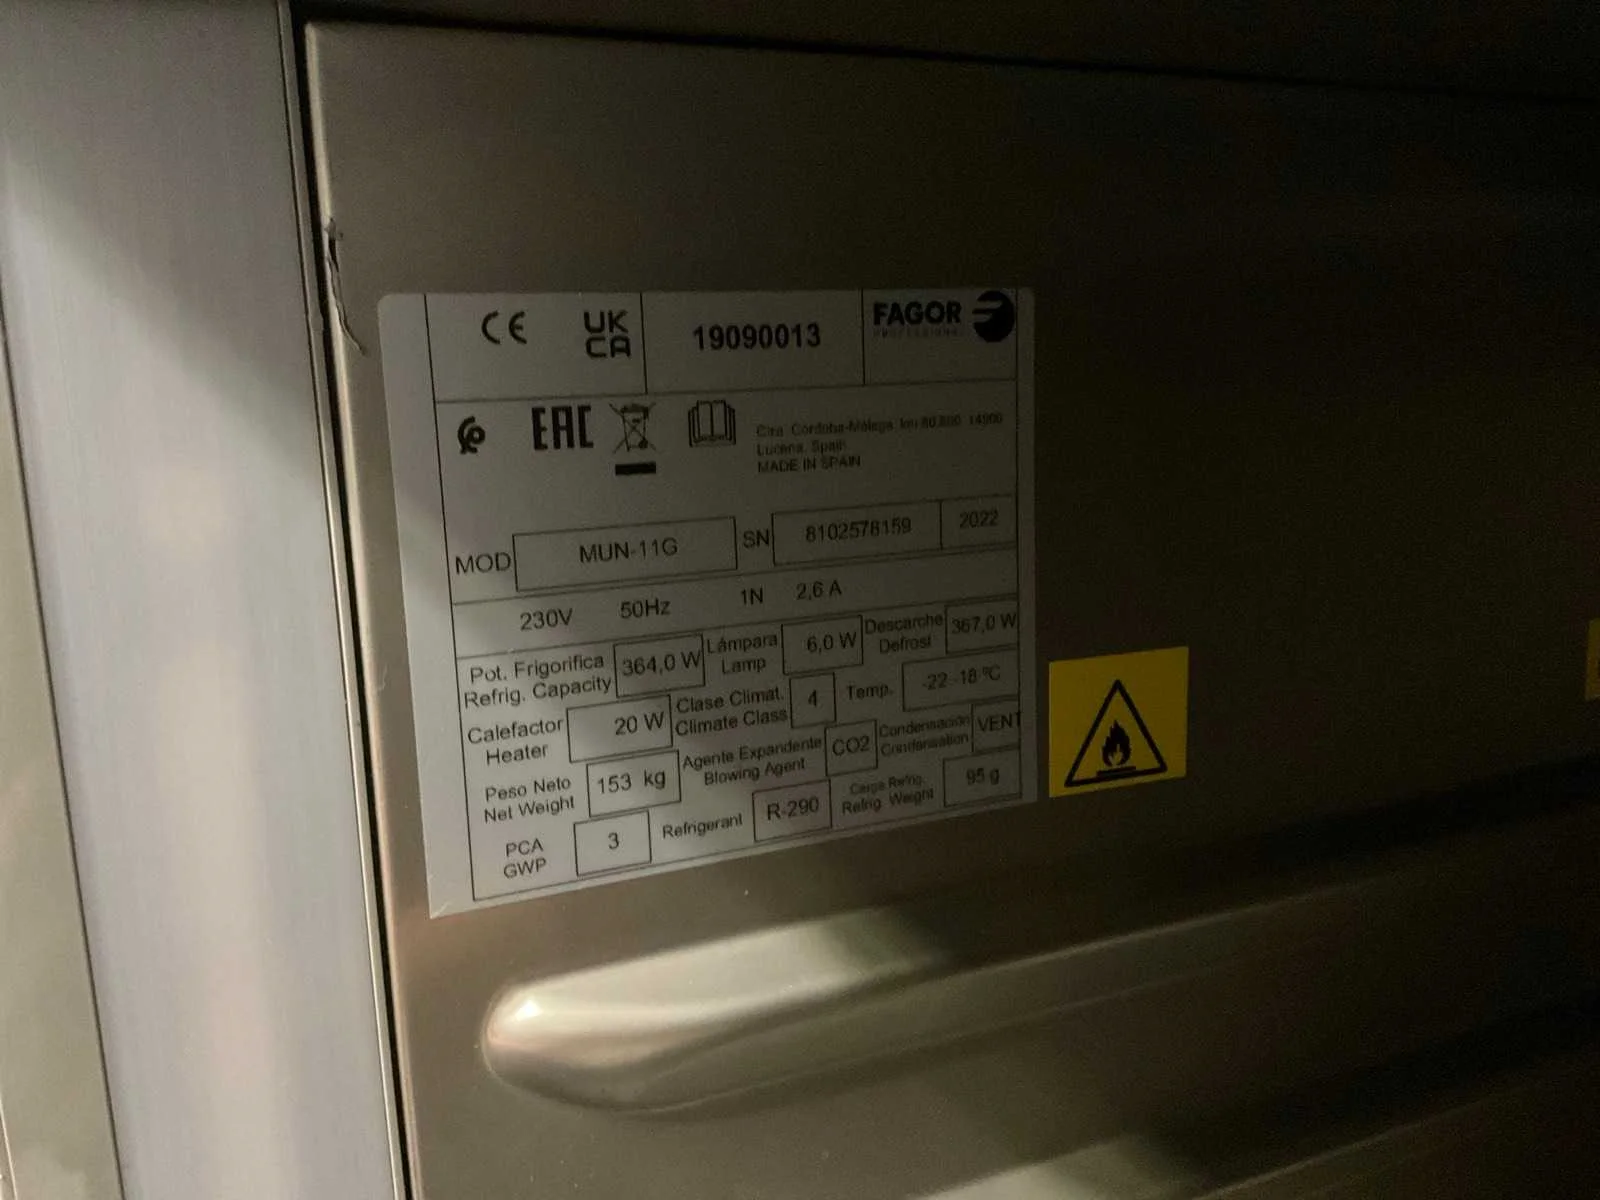 CE UK CA 19090013 FAGOR
PROFESSIONAL
EAC
Ctra. Córdoba-Málaga, km 80,800. 14900
Lucena. Spain
MADE IN SPAIN
MOD MUN-11G SN 8102578159 2022
230V 50Hz 1N 2,6 A
Pot. Frigorifica
Refrig. Capacity 364,0 W Lámpara
Lamp 6,0 W Descarche
Defrost 367,0 W
Calefactor
Heater 20 W Clase Climat.
Climate Class 4 Temp. -22 -18 ºC
Peso Neto
Net Weight 153 kg Agente Expandente
Blowing Agent CO2 Condensación
Condensation VENT
PCA
GWP 3 Refrigerant R-290 Carga Refrig.
Refrig. Weight 95 g